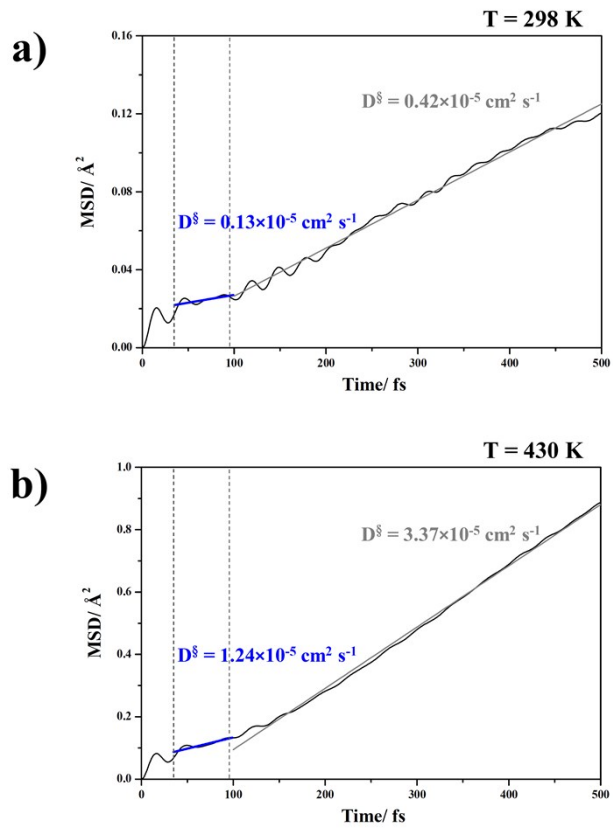 T = 298 K
a)
0.16
0.12
0.08
0.04
0.00
MSD/ Å²
D§ = 0.42×10⁻⁵ cm² s⁻¹
D§ = 0.13×10⁻⁵ cm² s⁻¹
0 100 200 300 400 500
Time/ fs
T = 430 K
b)
1.0
0.8
0.6
0.4
0.2
0.0
MSD/ Å²
D§ = 3.37×10⁻⁵ cm² s⁻¹
D§ = 1.24×10⁻⁵ cm² s⁻¹
0 100 200 300 400 500
Time/ fs